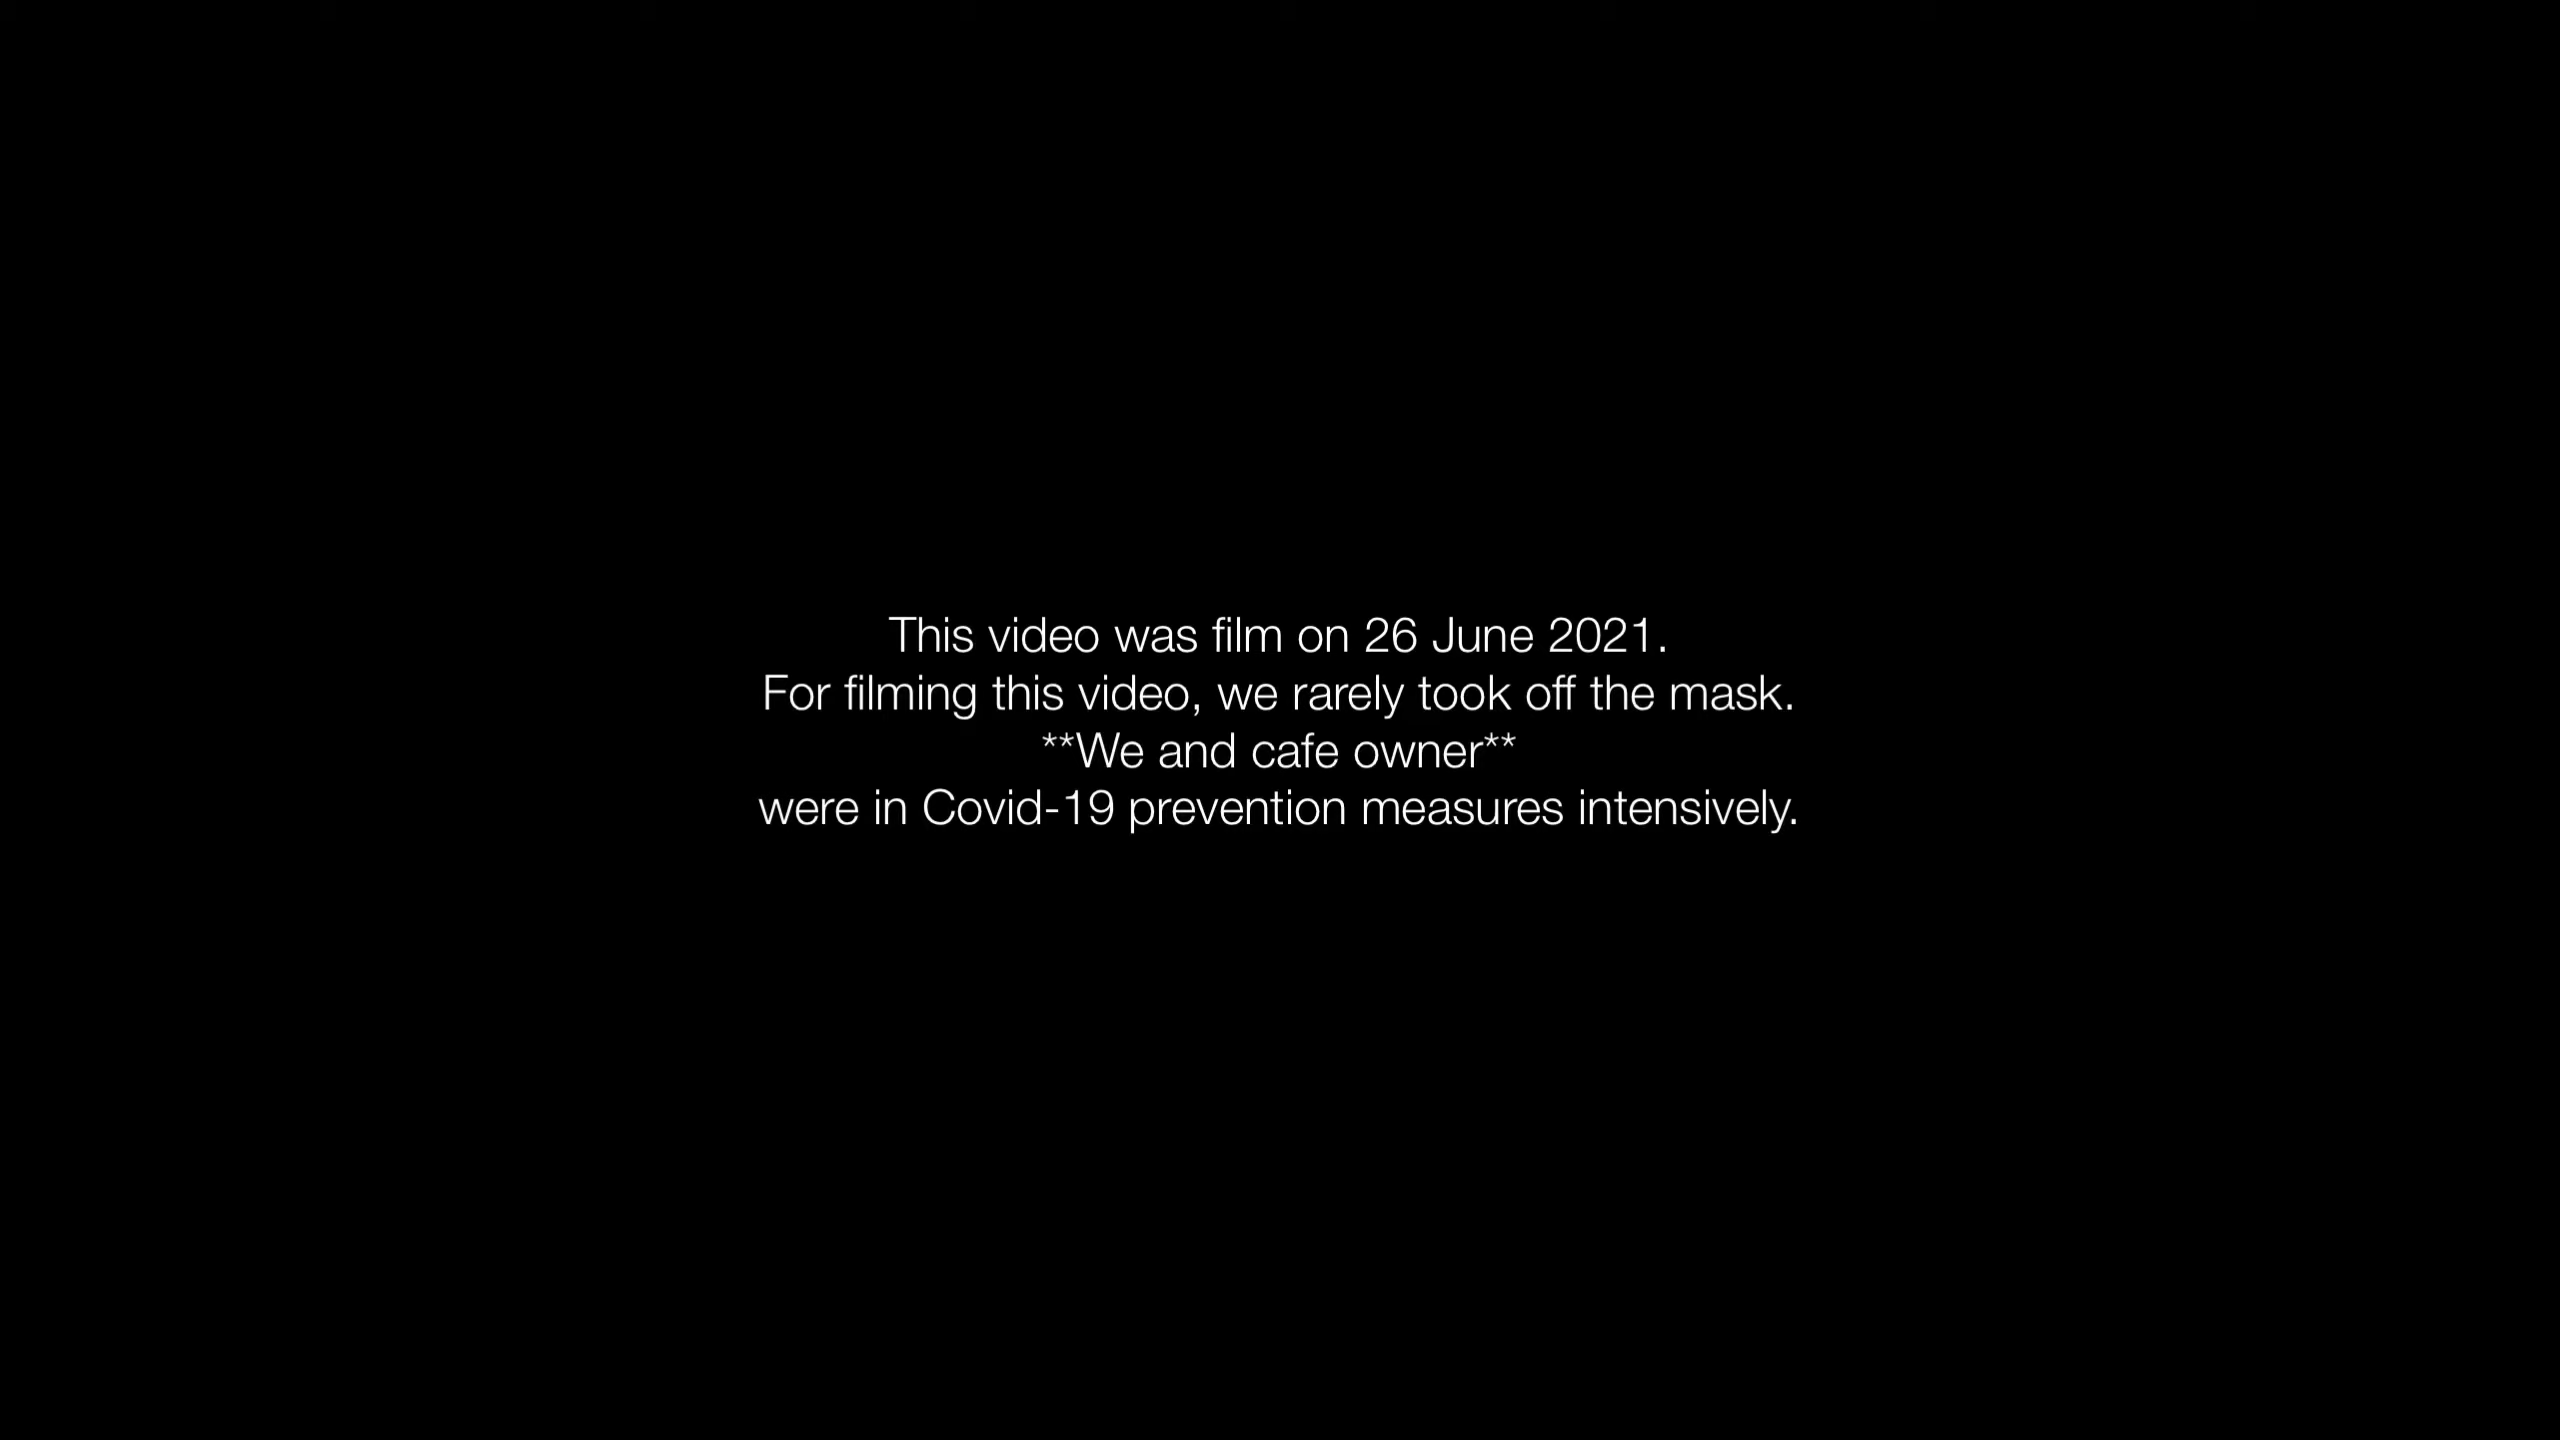 This video was film on 26 June 2021.
For filming this video, we rarely took off the mask.
**We and cafe owner**
were in Covid-19 prevention measures intensively.